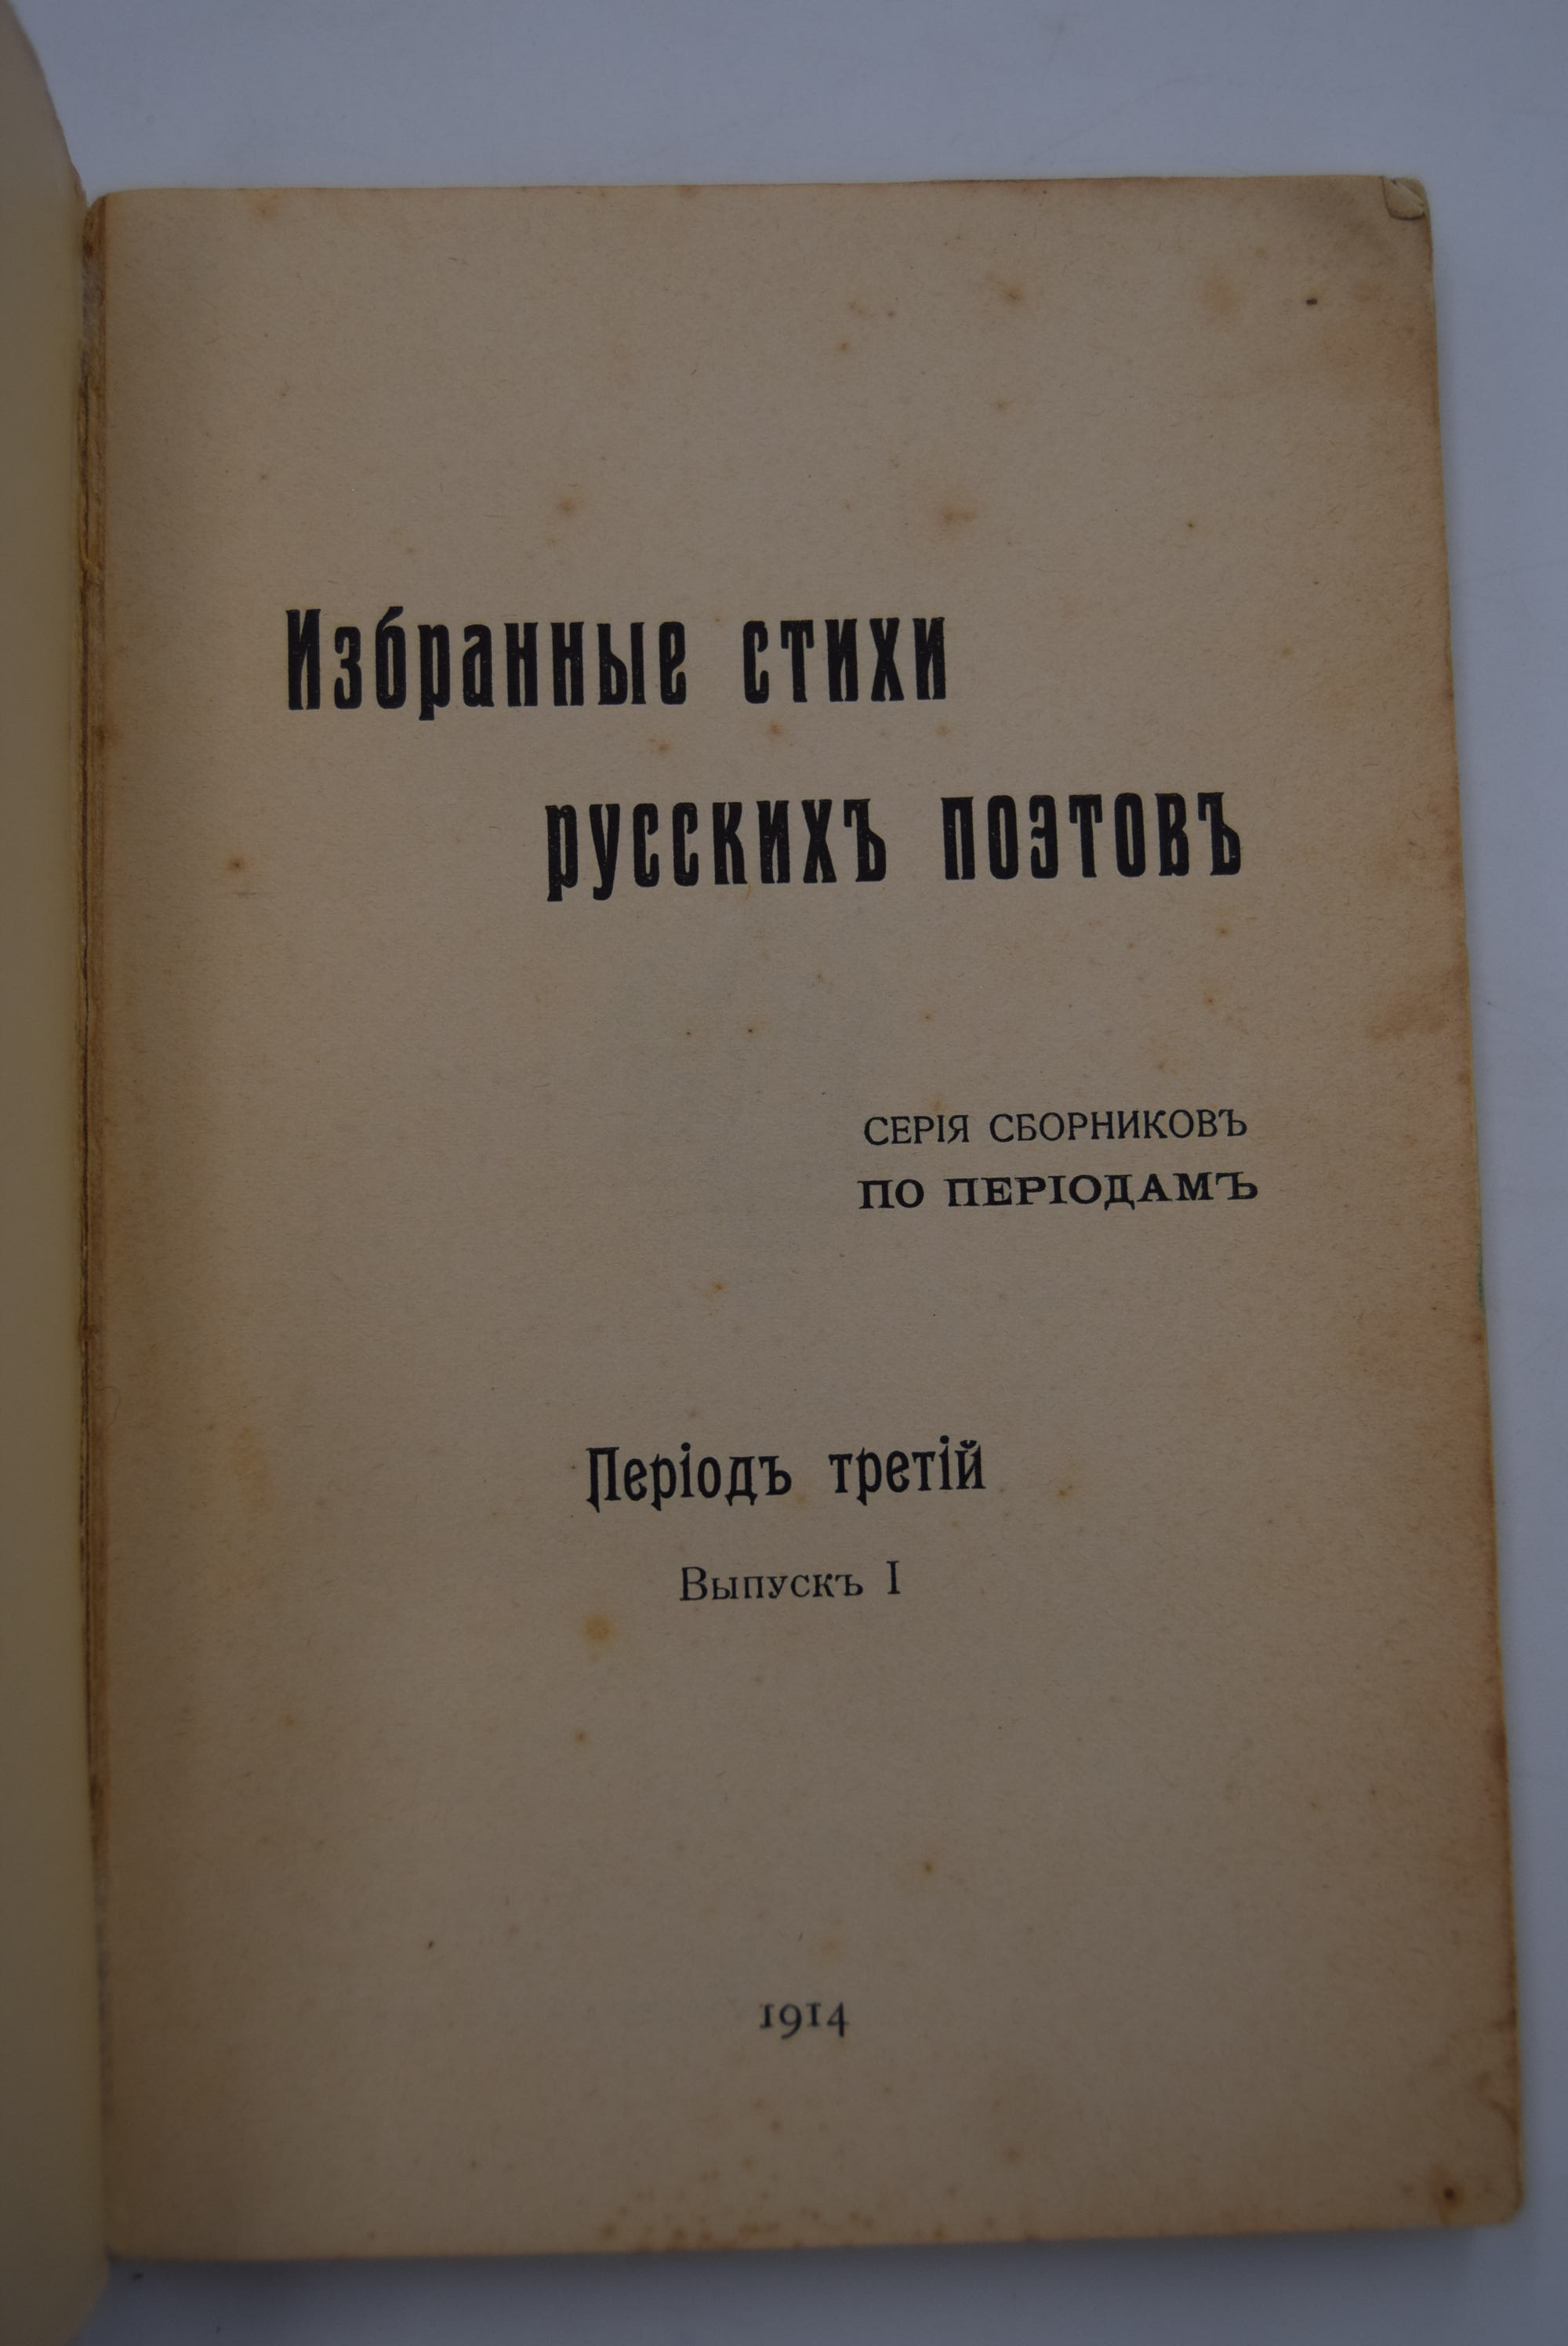 Избранные стихи
русскихъ поэтовъ
СЕРІЯ СБОРНИКОВЪ
ПО ПЕРІОДАМЪ
Періодъ третій
Выпускъ I
1914